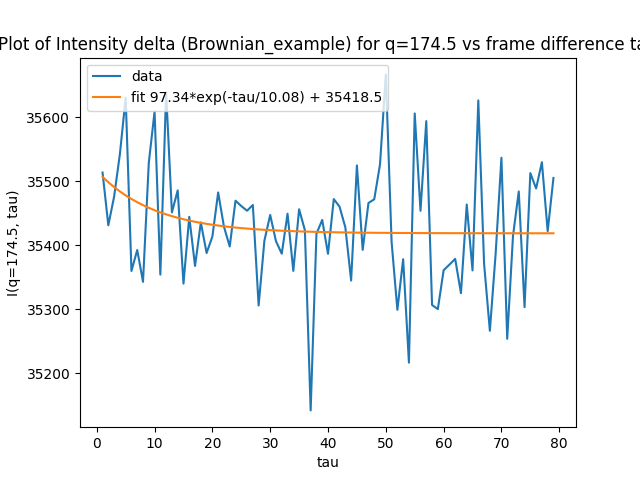 Plot of Intensity delta (Brownian_example) for q=174.5 vs frame difference ta
data
fit 97.34*exp(-tau/10.08) + 35418.5
I(q=174.5, tau)
35600
35500
35400
35300
35200
0 10 20 30 40 50 60 70 80
tau